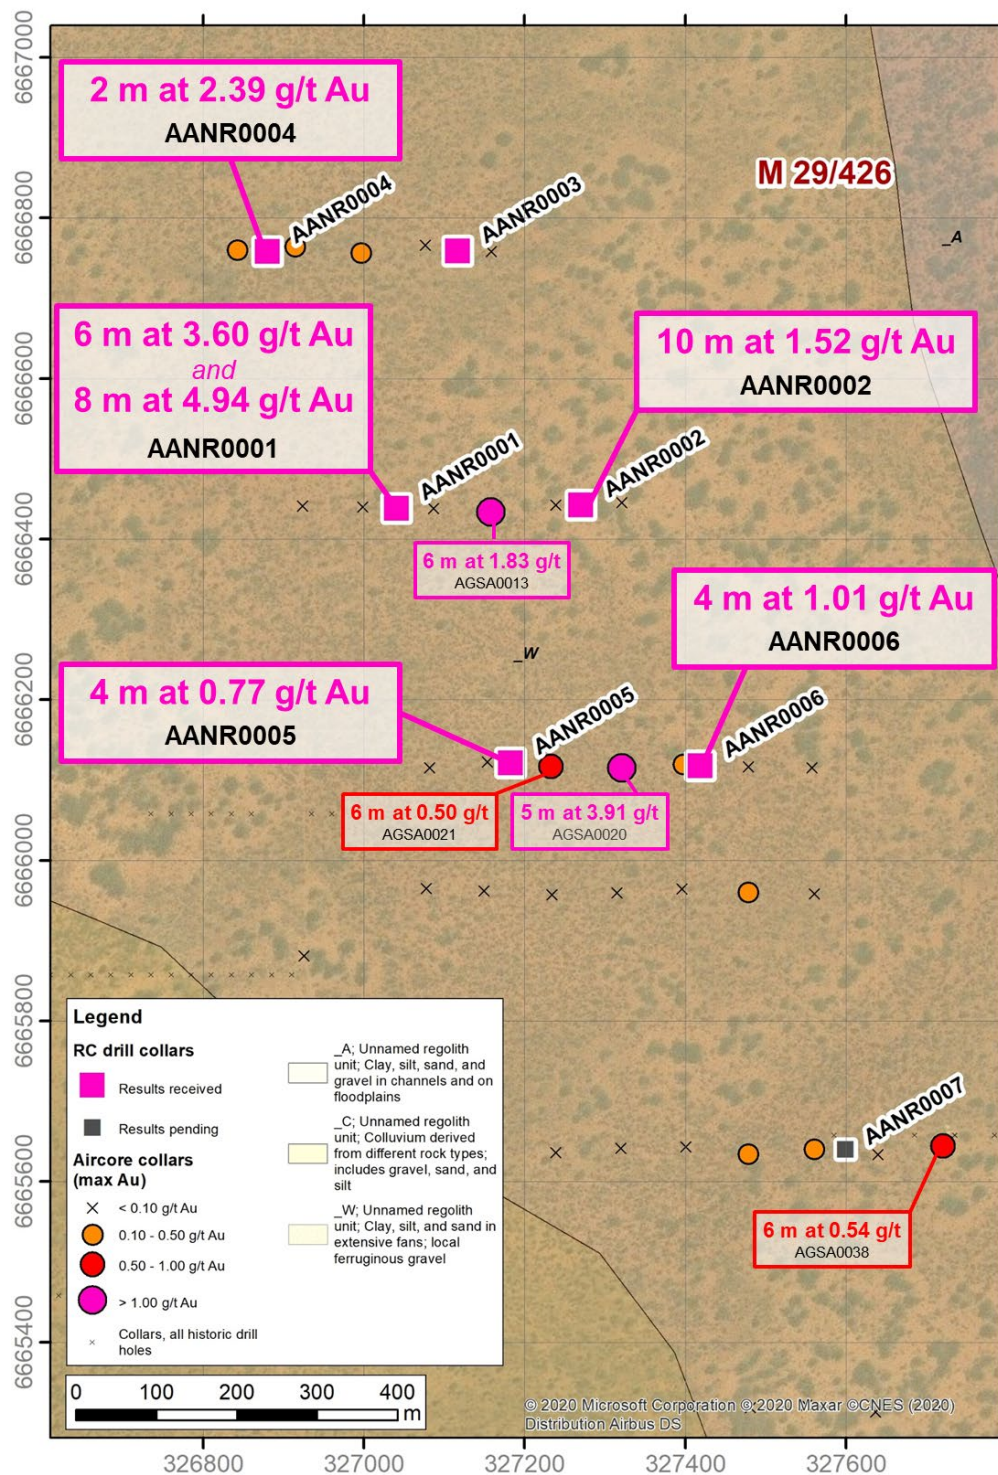 6667000
6666800
6666600
6666400
6666200
6666000
6665800
6665600
6665400
2 m at 2.39 g/t Au
AANR0004
AANR0004
AANR0003
M 29/426
_A
6 m at 3.60 g/t Au
and
8 m at 4.94 g/t Au
AANR0001
10 m at 1.52 g/t Au
AANR0002
AANR0001
AANR0002
6 m at 1.83 g/t
AGSA0013
4 m at 1.01 g/t Au
AANR0006
_W
4 m at 0.77 g/t Au
AANR0005
AANR0005
AANR0006
6 m at 0.50 g/t
AGSA0021
5 m at 3.91 g/t
AGSA0020
Legend
RC drill collars
Results received
Results pending
Aircore collars
(max Au)
< 0.10 g/t Au
0.10 - 0.50 g/t Au
0.50 - 1.00 g/t Au
> 1.00 g/t Au
Collars, all historic drill
holes
_A; Unnamed regolith
unit; Clay, silt, sand, and
gravel in channels and on
floodplains
_C; Unnamed regolith
unit; Colluvium derived
from different rock types;
includes gravel, sand, and
silt
_W; Unnamed regolith
unit; Clay, silt, and sand in
extensive fans; local
ferruginous gravel
AANR0007
6 m at 0.54 g/t
AGSA0038
0 100 200 300 400
m
© 2020 Microsoft Corporation © 2020 Maxar ©CNES (2020)
Distribution Airbus DS
326800 327000 327200 327400 327600